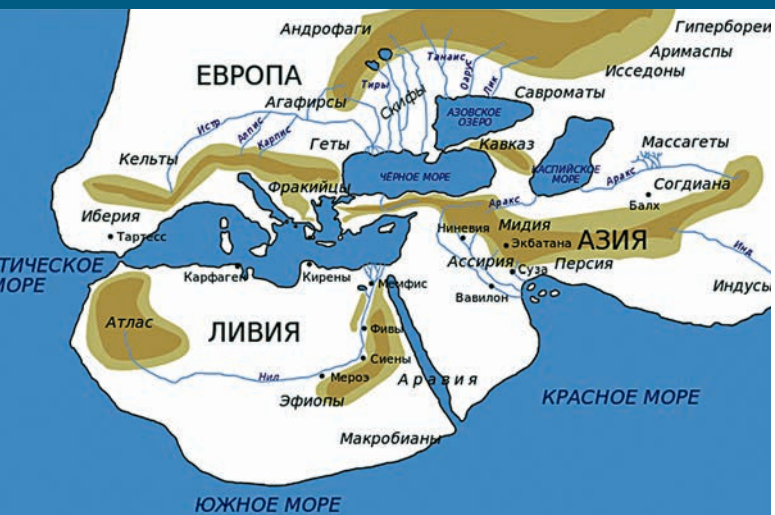 Андрофаги
Гипербореи
Аримаспы
Исседоны
ЕВРОПА
Тиры
Танаис
Оарус
Лик
Скифы
Савроматы
Агафирсы
АЗОВСКОЕ
ОЗЕРО
Истр
Алпис
Карпис
Геты
Кельты
Кавказ
Массагеты
ЧЁРНОЕ МОРЕ
КАСПИЙСКОЕ
МОРЕ
Аракс
Согдиана
Фракийцы
Аракс
Балх
Иберия
Тартесс
Ниневия
Мидия
Экбатана
АЗИЯ
Инд
ТИЧЕСКОЕ
МОРЕ
Карфаген
Кирены
Мемфис
Ассирия
Суза
Персия
Вавилон
Индусы
Атлас
ЛИВИЯ
Фивы
Сиены
Нил
Мероз
Аравия
Эфиопы
КРАСНОЕ МОРЕ
Макробианы
ЮЖНОЕ МОРЕ